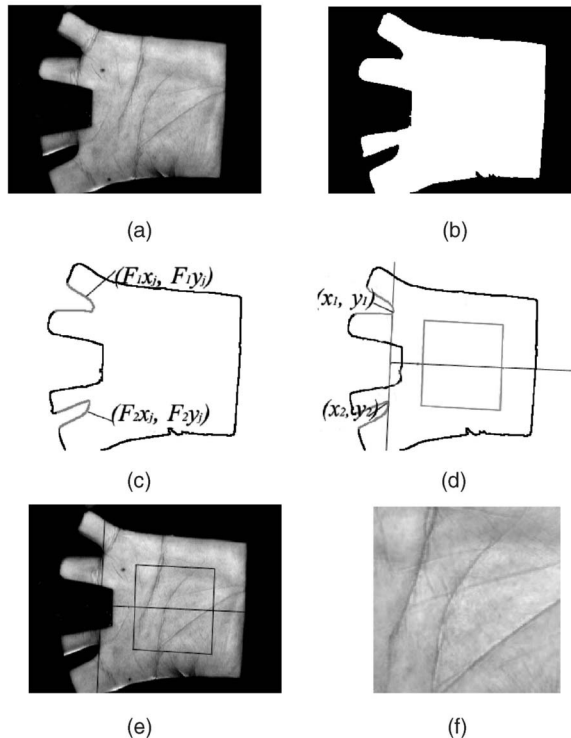 (a)
(b)
(F₁xⱼ, F₁yⱼ)
(F₂xⱼ, F₂yⱼ)
(x₁, y₁)
(x₂, y₂)
(c)
(d)
(e)
(f)